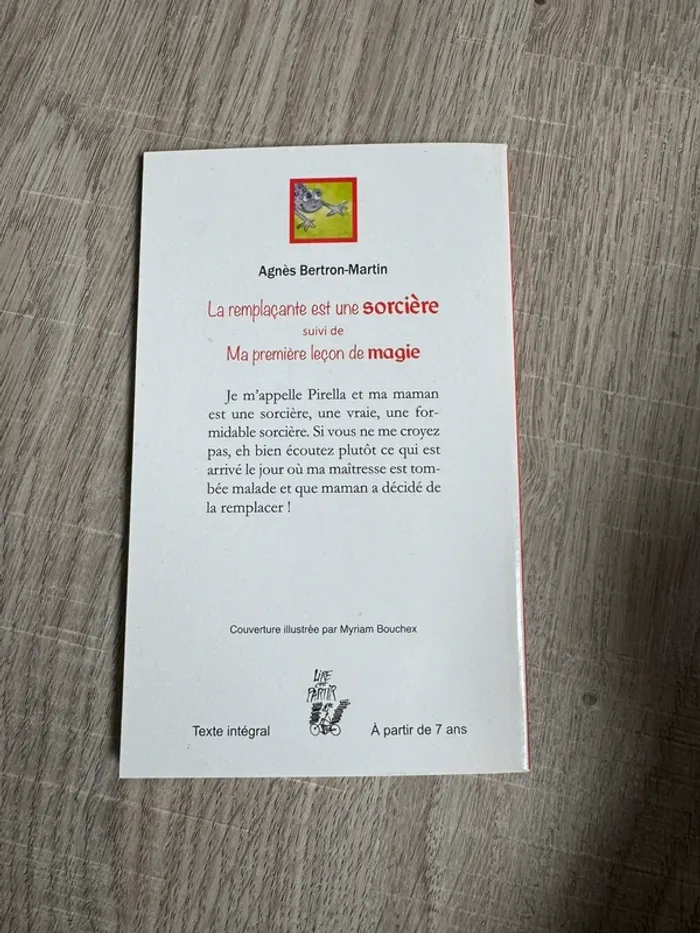 Agnès Bertron-Martin
La remplaçante est une sorcière
suivi de
Ma première leçon de magie
Je m'appelle Pirella et ma maman
est une sorcière, une vraie, une for-
midable sorcière. Si vous ne me croyez
pas, eh bien écoutez plutôt ce qui est
arrivé le jour où ma maîtresse est tom-
bée malade et que maman a décidé de
la remplacer !
Couverture illustrée par Myriam Bouchex
LIRE
C'EST
PARTIR
Texte intégral À partir de 7 ans